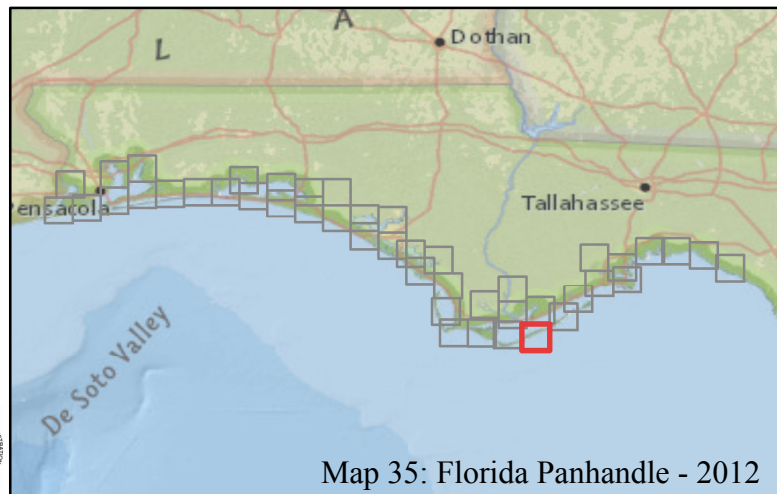 L A
Dothan
Tallahassee
Pensacola
De Soto Valley
Map 35: Florida Panhandle - 2012